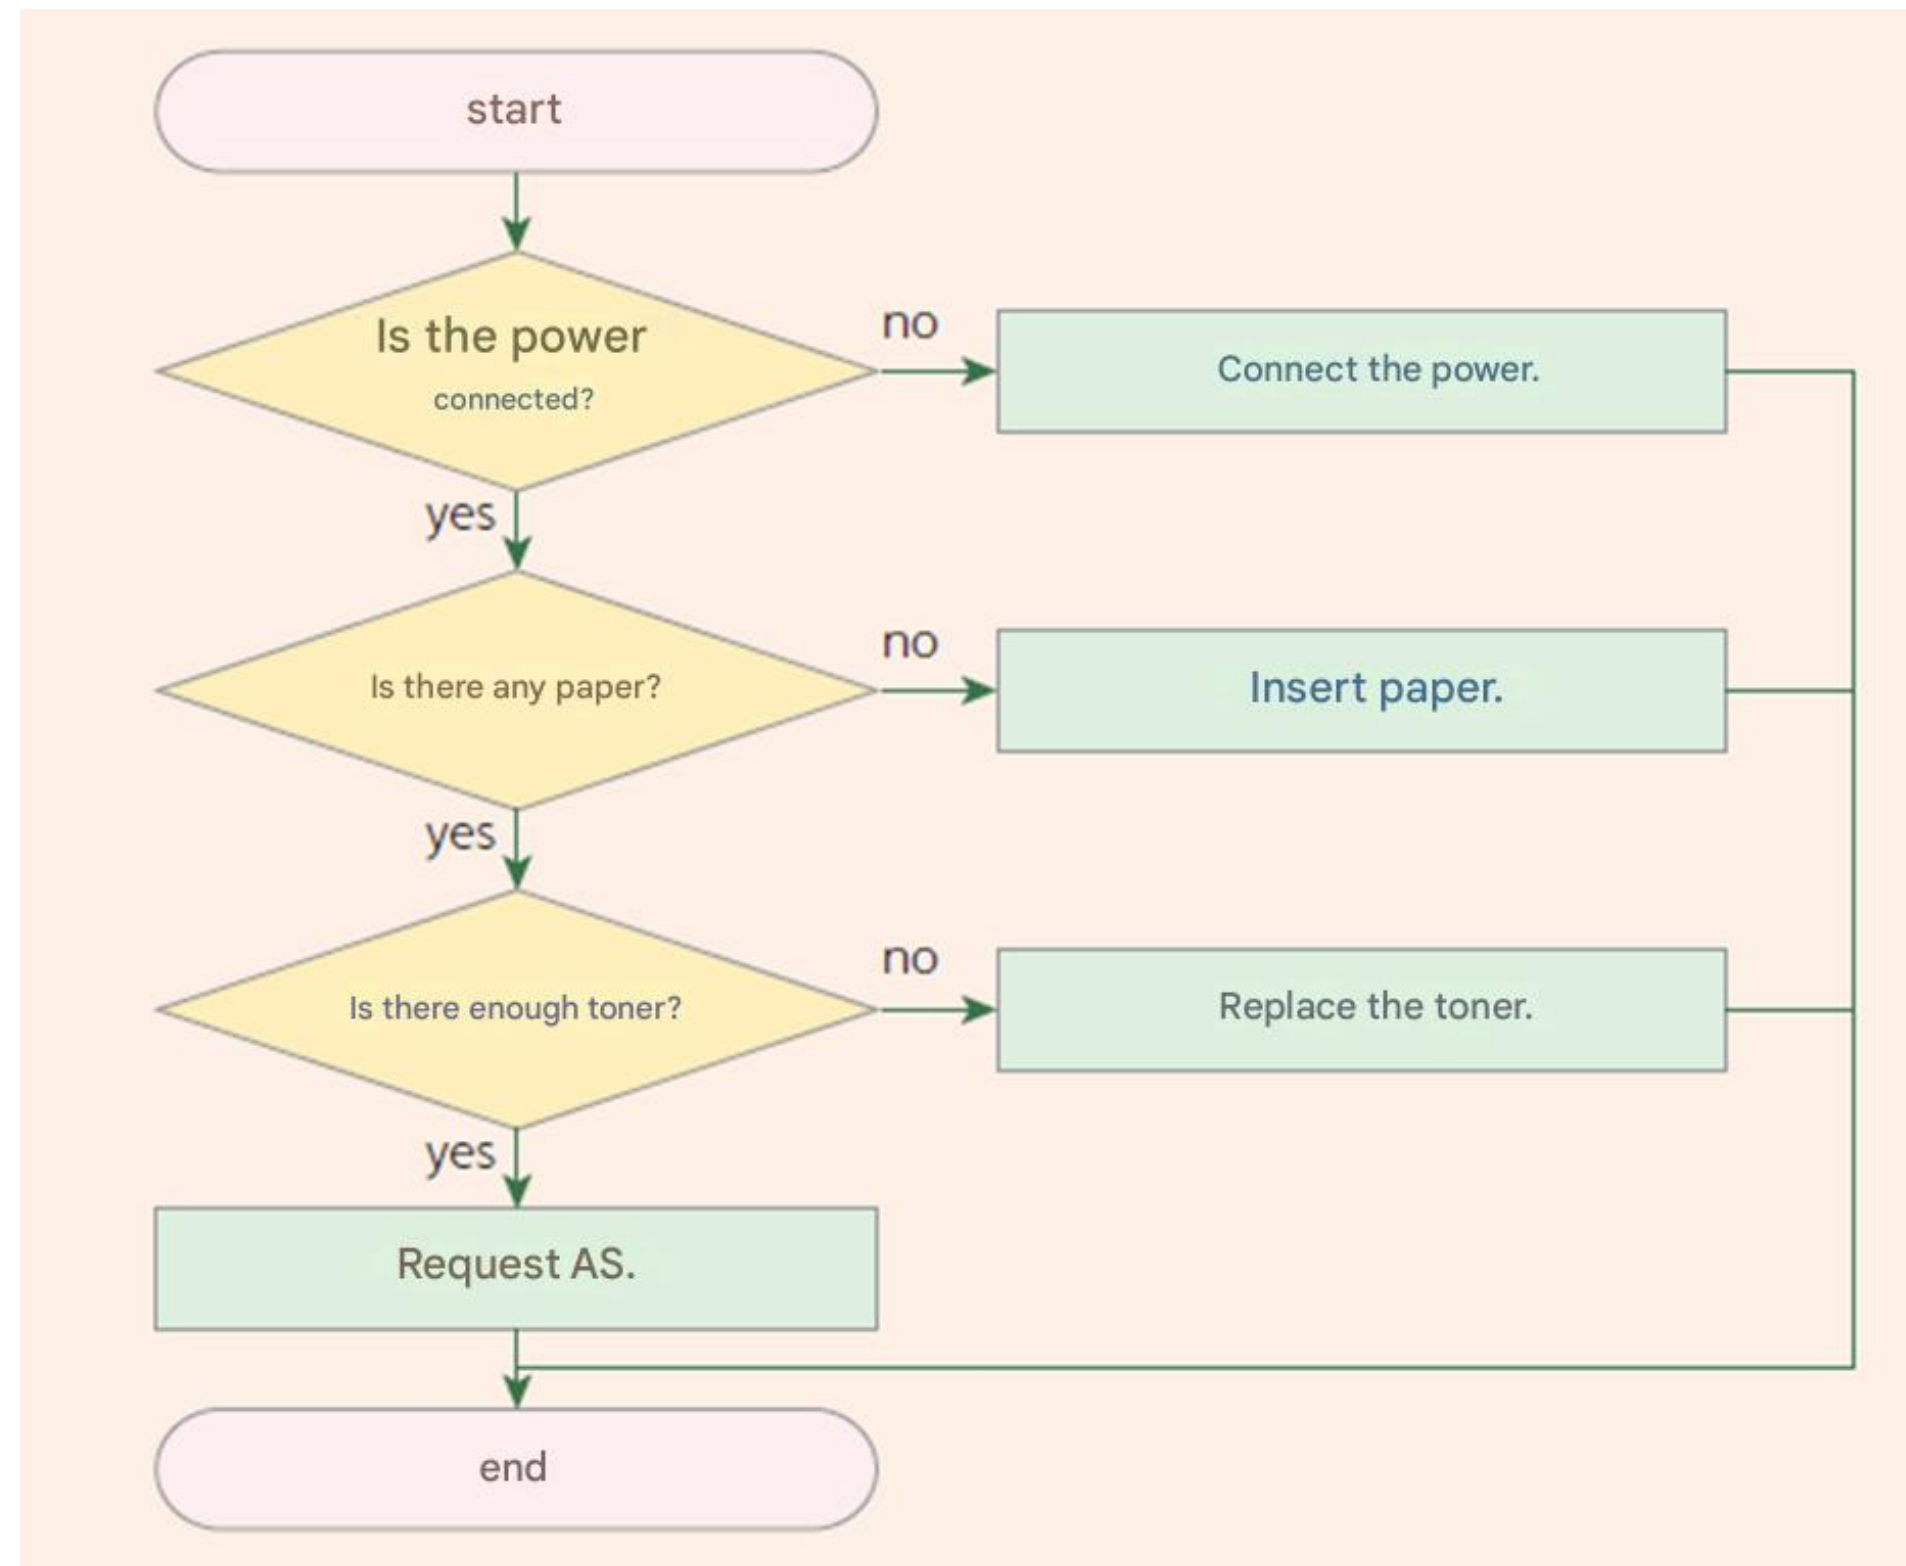 start
Is the power
connected?
no
Connect the power.
yes
Is there any paper?
no
Insert paper.
yes
Is there enough toner?
no
Replace the toner.
yes
Request AS.
end